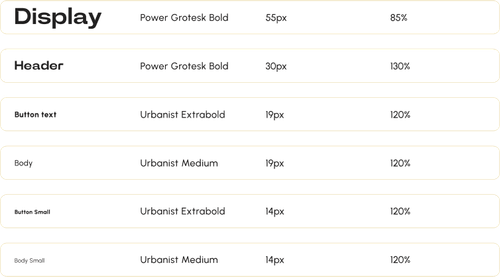 Display Power Grotesk Bold 55px 85%
Header Power Grotesk Bold 30px 130%
Button text Urbanist Extrabold 19px 120%
Body Urbanist Medium 19px 120%
Button Small Urbanist Extrabold 14px 120%
Body Small Urbanist Medium 14px 120%